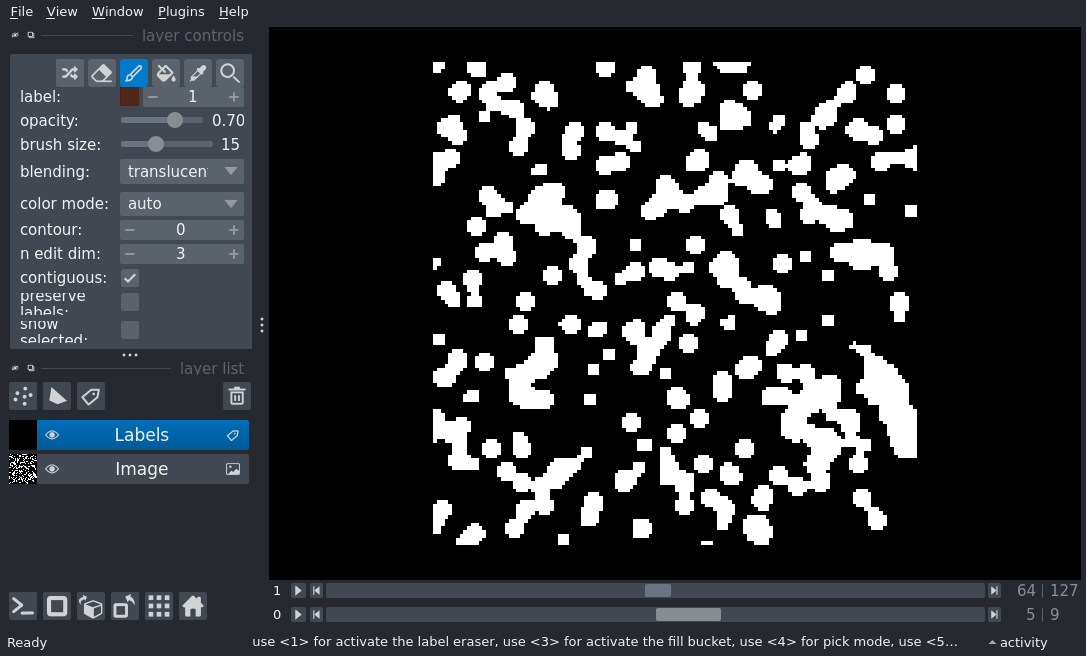 File View Window Plugins Help
layer controls
label: 1
opacity: 0.70
brush size: 15
blending: translucen
color mode: auto
contour: 0
n edit dim: 3
contiguous:
preserve
labels:
show
selected:
layer list
Labels
Image
1 64 127
0 5 9
Ready use <1> for activate the label eraser, use <3> for activate the fill bucket, use <4> for pick mode, use <5... activity